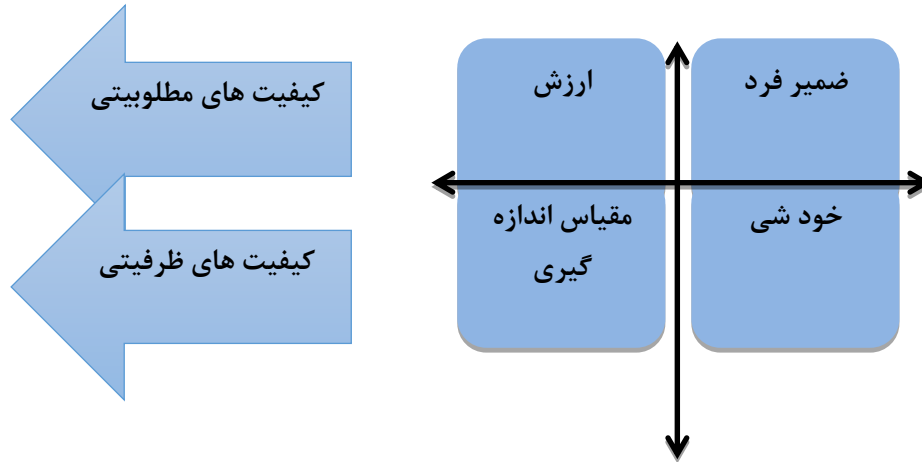 ضمیر فرد
ارزش
کیفیت های مطلوبیتی
خود شی
مقیاس اندازه
گیری
کیفیت های ظرفیتی